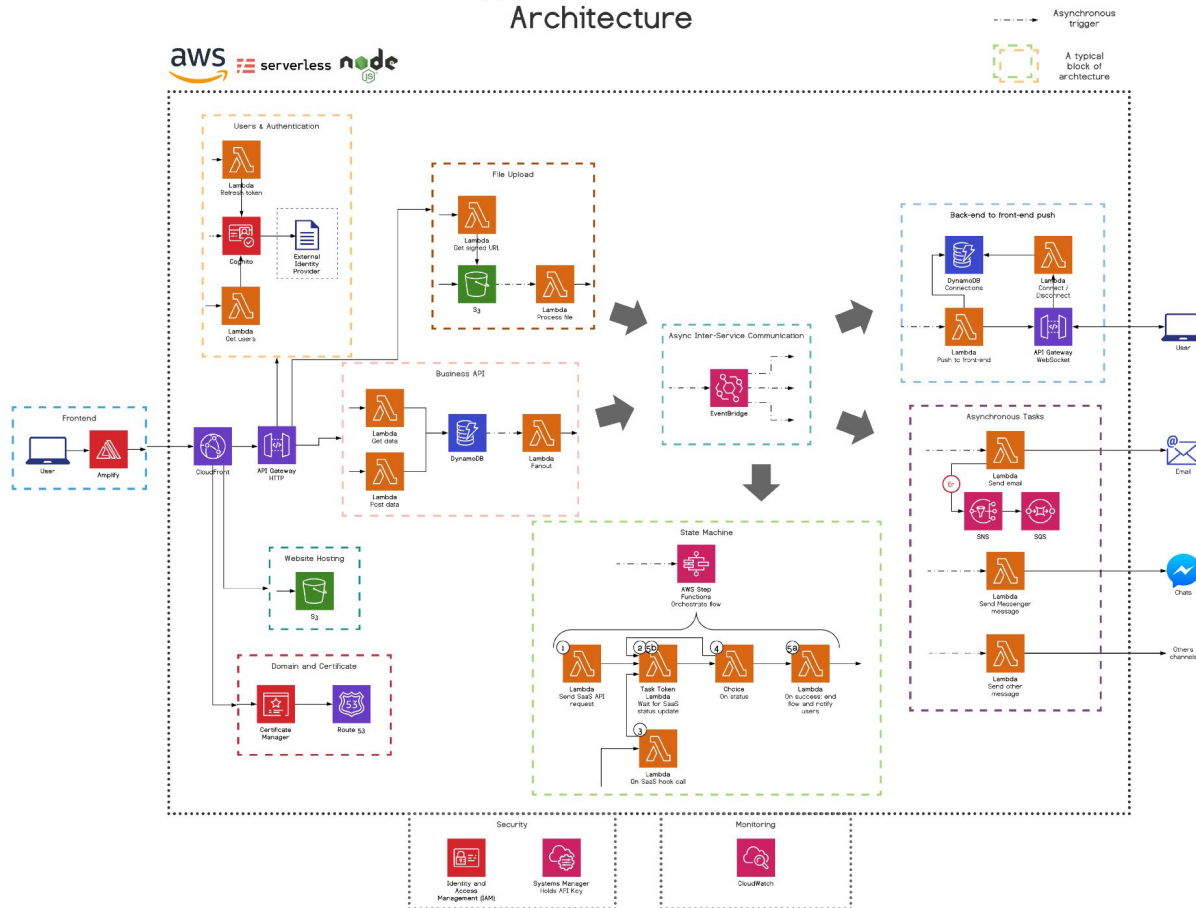 Architecture
Asynchronous
trigger
A typical
block of
architecture
aws
serverless
node
JS
Users & Authentication
Lambda
Refresh token
Cognito
External
Identity
Provider
Lambda
Get users
File Upload
Lambda
Get signed URL
S3
Lambda
Process file
Back-end to front-end push
DynamoDB
Connections
Lambda
Connect /
Disconnect
Lambda
Push to front-end
API Gateway
WebSocket
User
Async Inter-Service Communication
EventBridge
Business API
Lambda
Get data
DynamoDB
Lambda
Fanout
Lambda
Post data
Frontend
User
Amplify
CloudFront
API Gateway
HTTP
Asynchronous Tasks
Lambda
Send email
@
Email
Er
SNS
SQS
Lambda
Send Messenger
message
Chats
Lambda
Send other
message
Others
channels
Website Hosting
S3
State Machine
AWS Step
Functions
Orchestrate flow
1
2
5b
4
5a
Lambda
Send SaaS API
request
Task Token
Lambda
Wait for SaaS
status update
Choice
On status
Lambda
On success: end
flow and notify
users
3
Lambda
On SaaS hook call
Domain and Certificate
53
Certificate
Manager
Route 53
Security
Identity and
Access
Management (IAM)
Systems Manager
Holds API Key
Monitoring
CloudWatch